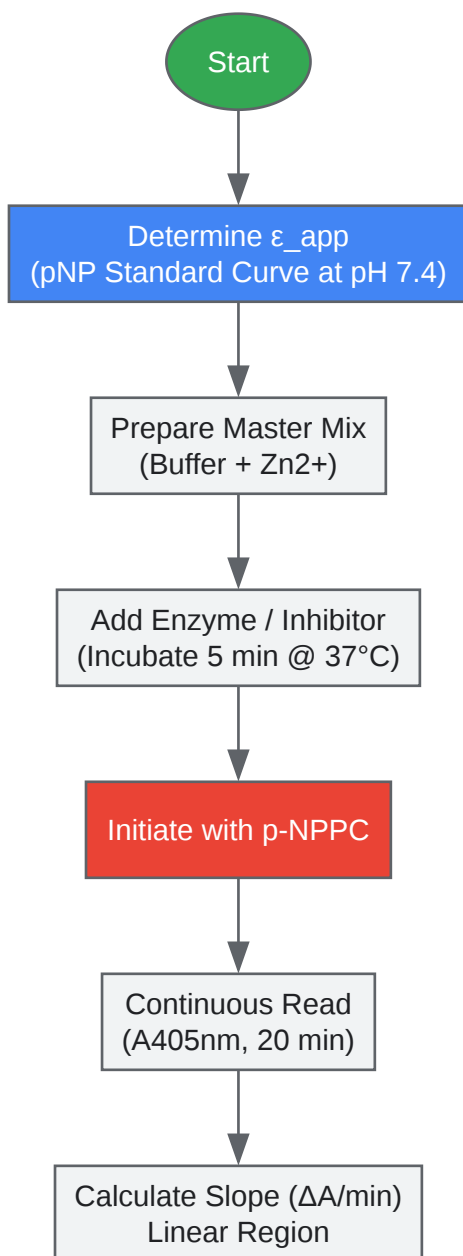 Start
Determine ε_app
(pNP Standard Curve at pH 7.4)
Prepare Master Mix
(Buffer + Zn2+)
Add Enzyme / Inhibitor
(Incubate 5 min @ 37°C)
Initiate with p-NPPC
Continuous Read
(A405nm, 20 min)
Calculate Slope (ΔA/min)
Linear Region